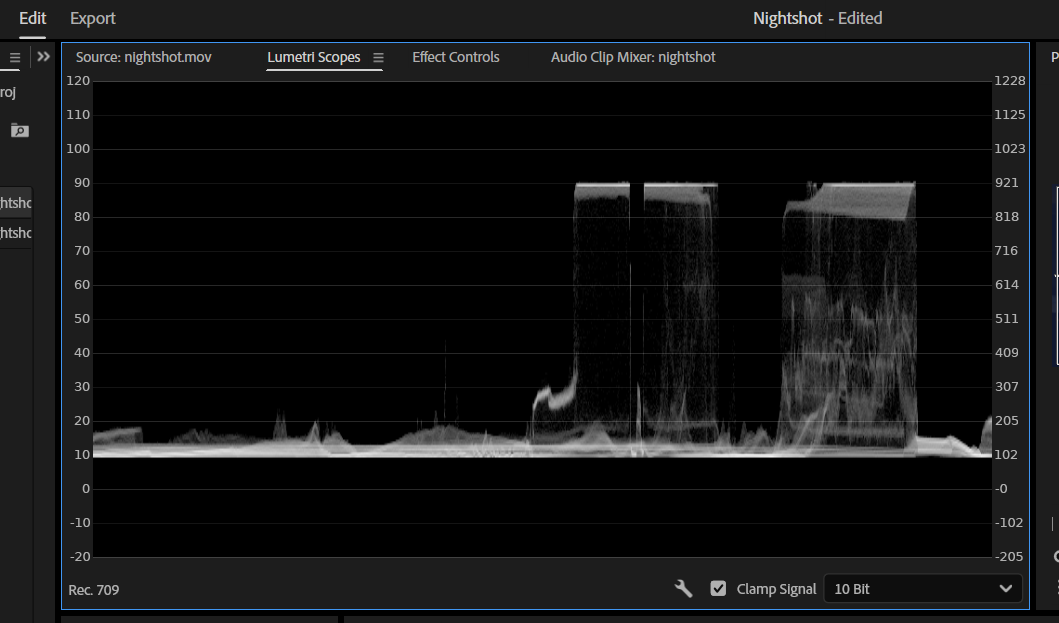 Edit Export Nightshot - Edited
Source: nightshot.mov Lumetri Scopes Effect Controls Audio Clip Mixer: nightshot P
120 1228
roj
110 1125
100 1023
90 921
htsho
80 818
htsho
70 716
60 614
50 511
40 409
30 307
20 205
10 102
0 -0
-10 -102
-20 -205
Rec. 709 Clamp Signal 10 Bit